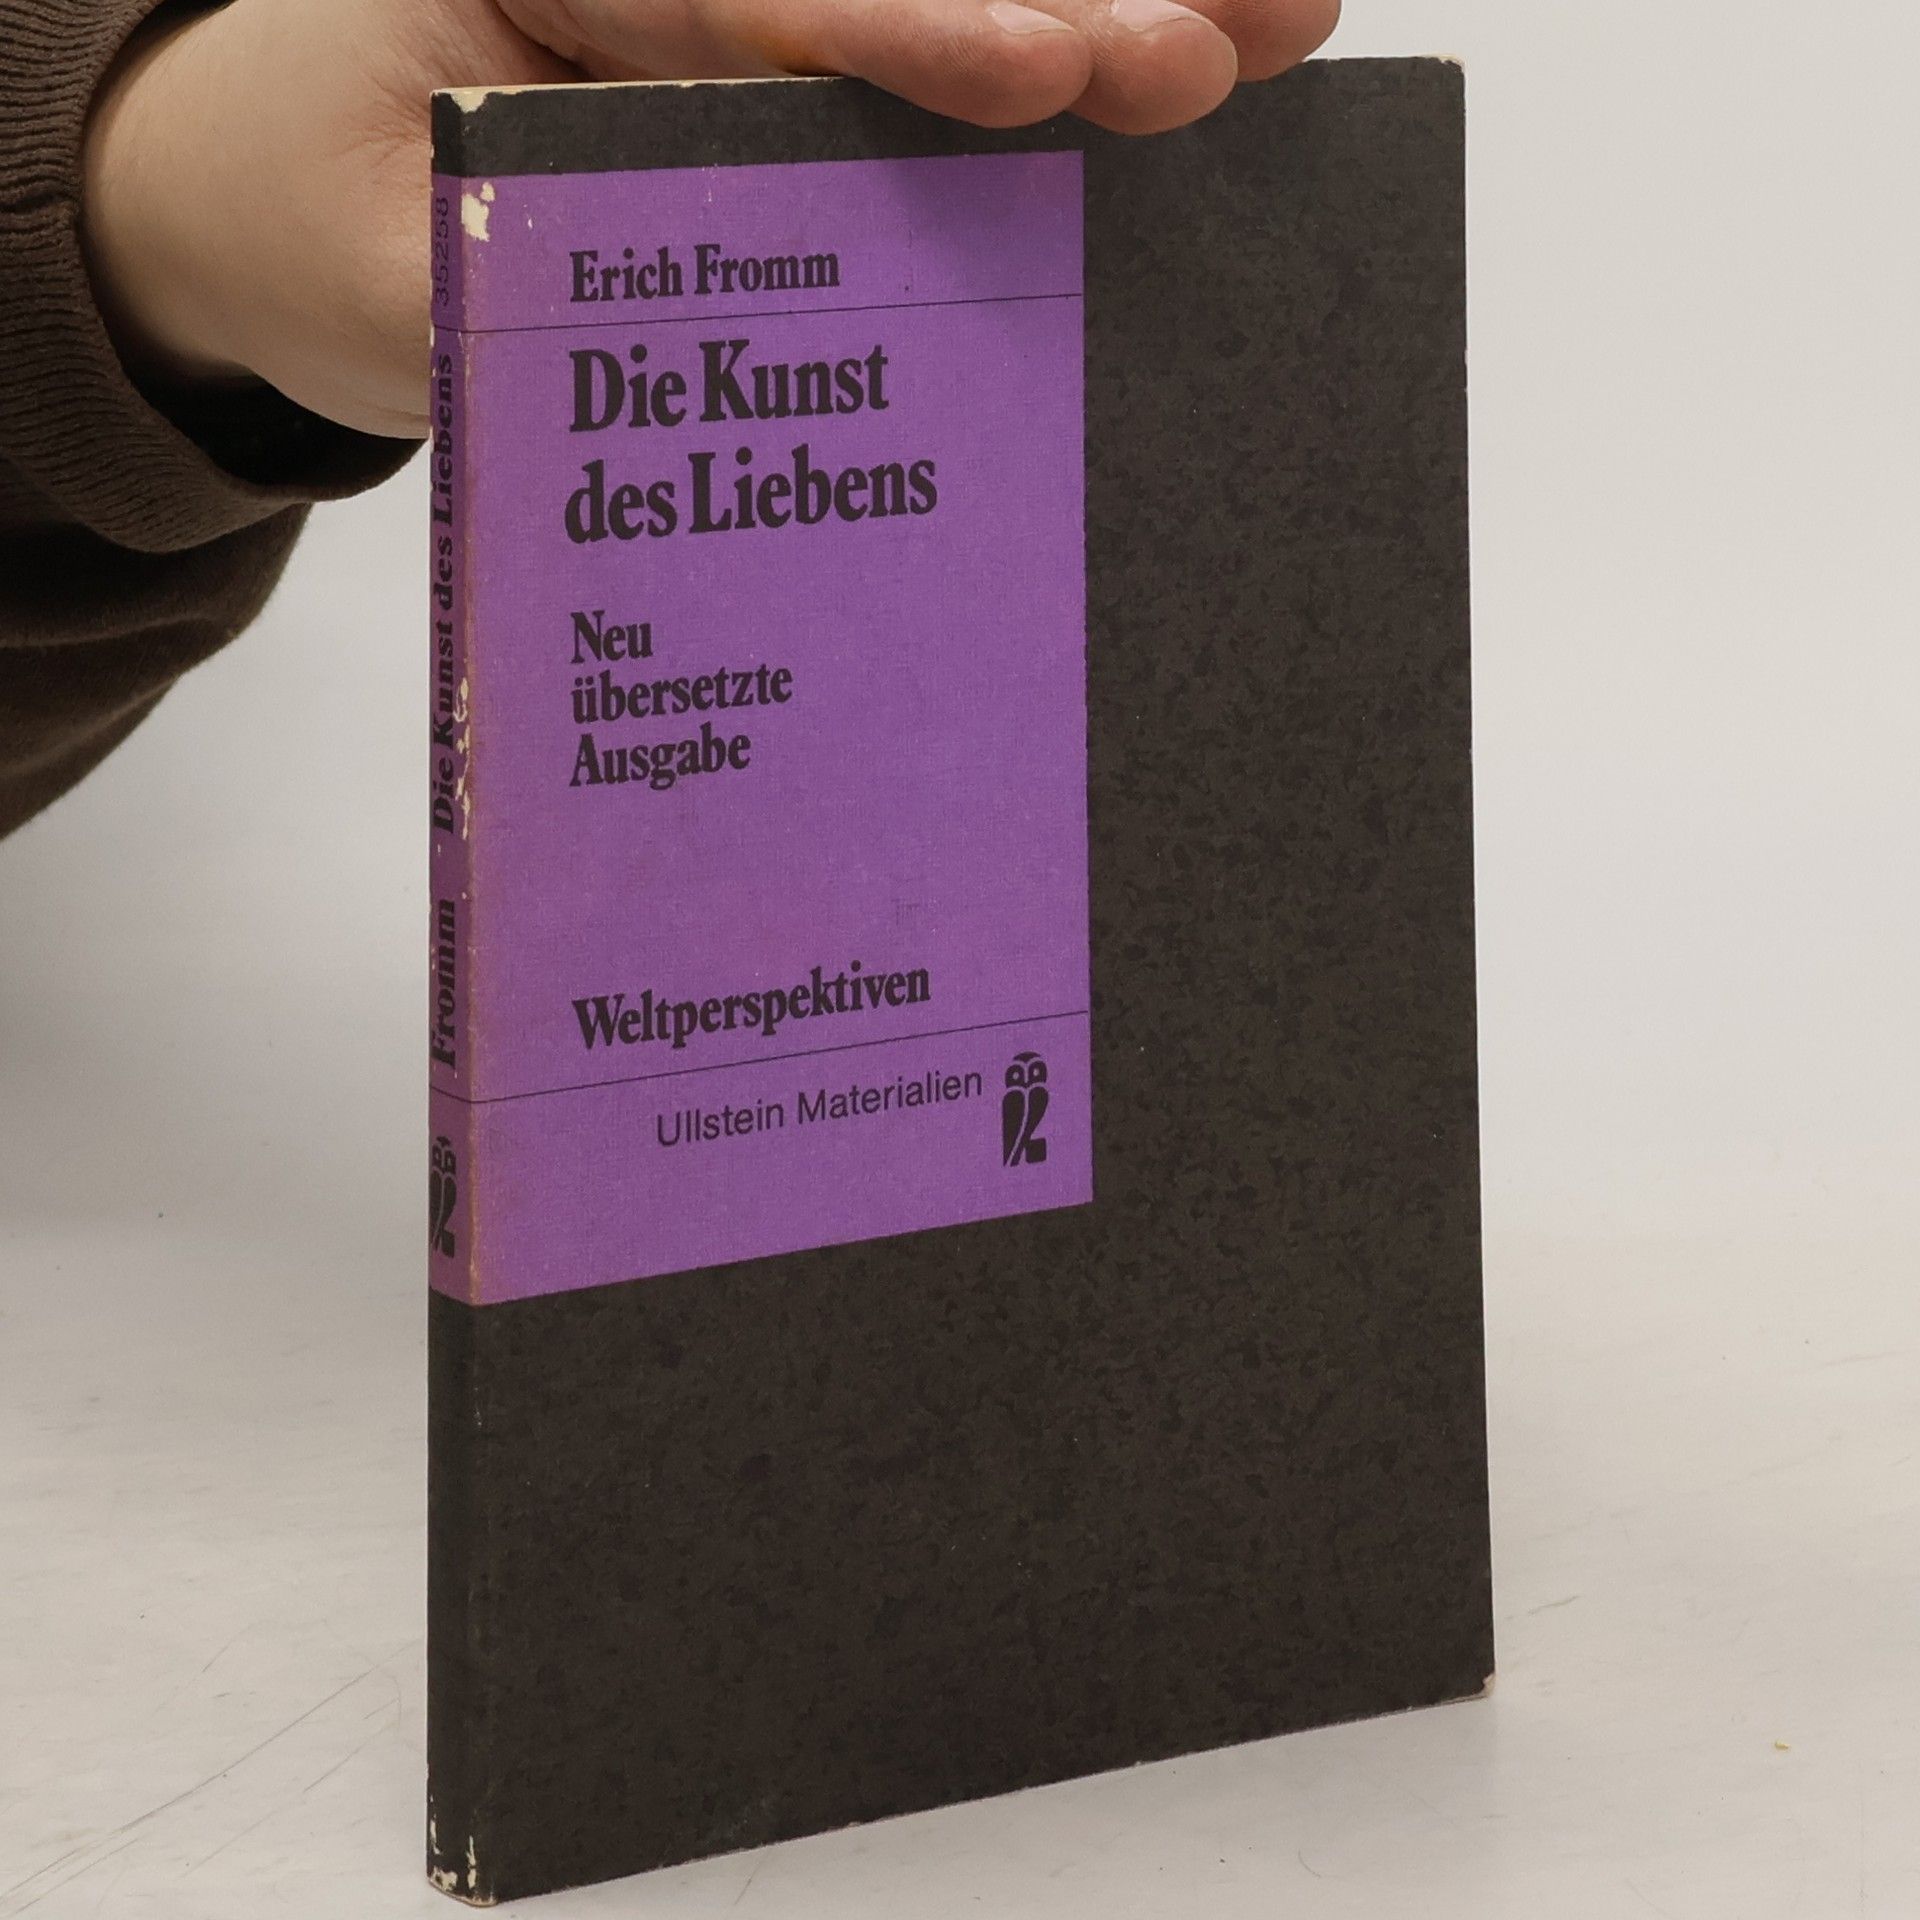 Erich Fromm
Die Kunst
des Liebens
Neu
übersetzte
Ausgabe
Weltperspektiven
Ullstein Materialien
Fromm Die Kunst des Liebens 35258